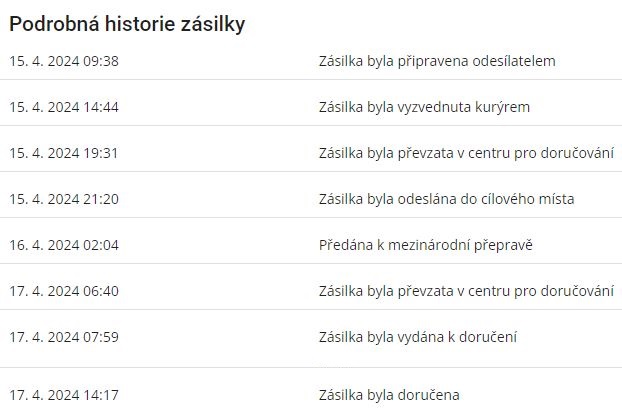 Podrobná historie zásilky
15. 4. 2024 09:38 Zásilka byla připravena odesílatelem
15. 4. 2024 14:44 Zásilka byla vyzvednuta kurýrem
15. 4. 2024 19:31 Zásilka byla převzata v centru pro doručování
15. 4. 2024 21:20 Zásilka byla odeslána do cílového místa
16. 4. 2024 02:04 Předána k mezinárodní přepravě
17. 4. 2024 06:40 Zásilka byla převzata v centru pro doručování
17. 4. 2024 07:59 Zásilka byla vydána k doručení
17. 4. 2024 14:17 Zásilka byla doručena